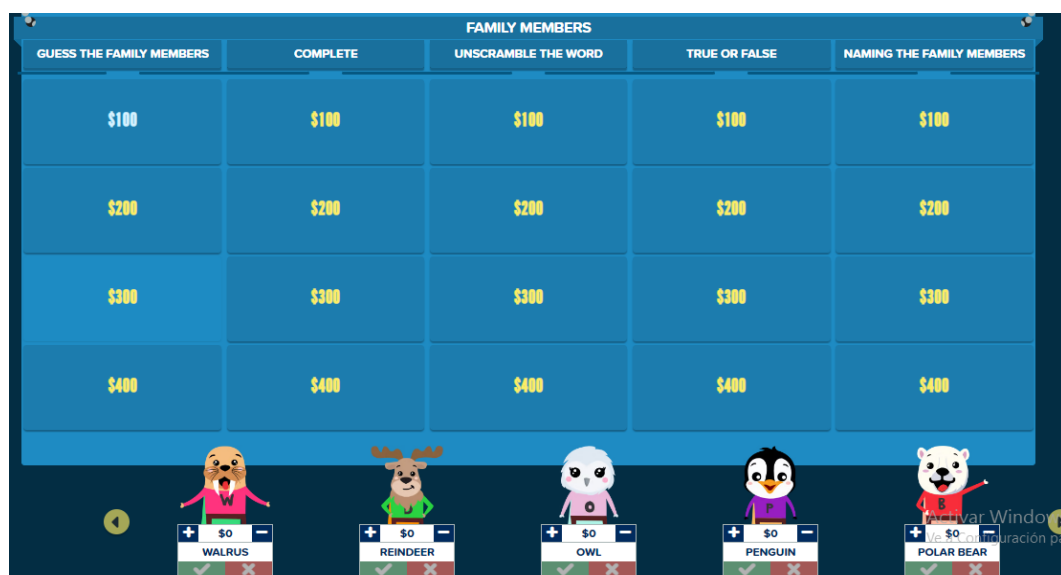 FAMILY MEMBERS
GUESS THE FAMILY MEMBERS COMPLETE UNSCRAMBLE THE WORD TRUE OR FALSE NAMING THE FAMILY MEMBERS
$100 $100 $100 $100 $100
$200 $200 $200 $200 $200
$300 $300 $300 $300 $300
$400 $400 $400 $400 $400
W O P B
Activar Window
+ $0 − + $0 − + $0 − + $0 − + $0 −
Ve a Configuración pa
WALRUS REINDEER OWL PENGUIN POLAR BEAR